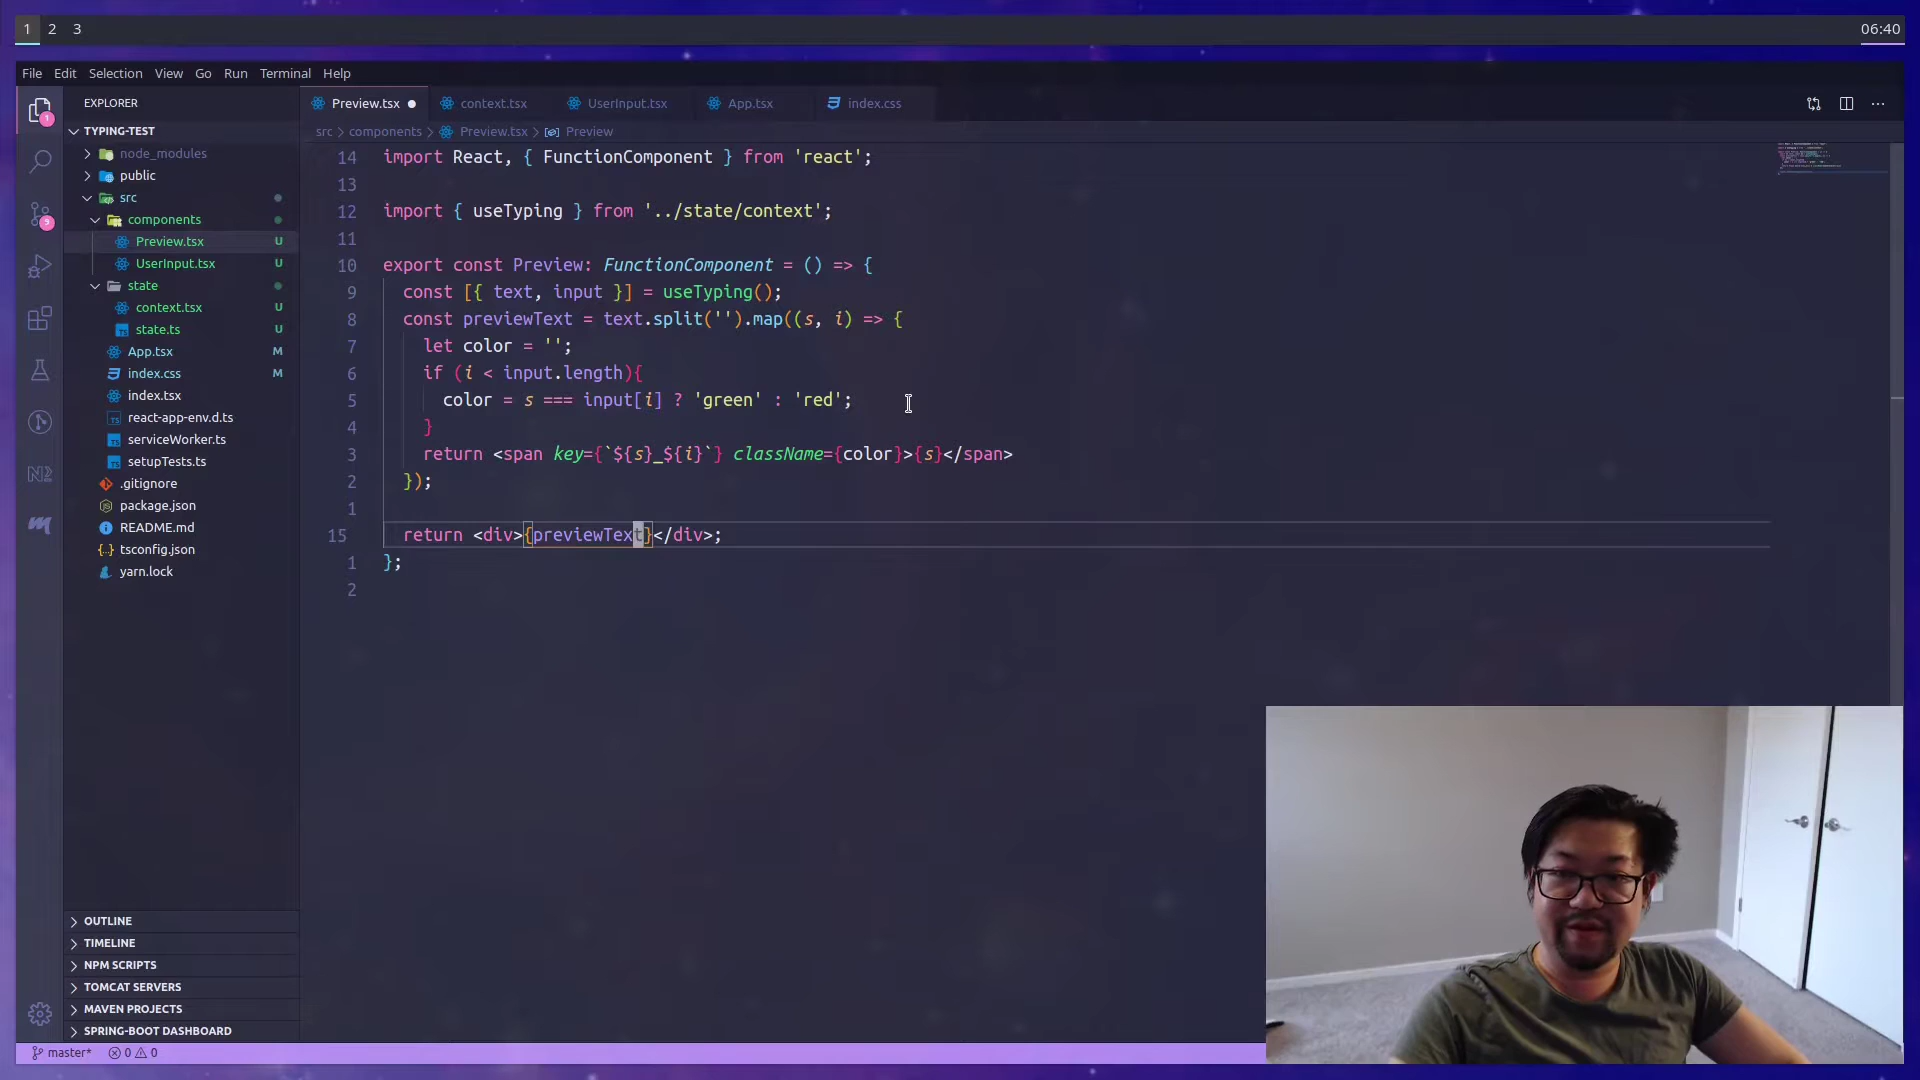 1 2 3 06:40
File Edit Selection View Go Run Terminal Help
EXPLORER
TYPING-TEST
node_modules
public
src
components
Preview.tsx U
UserInput.tsx U
state
context.tsx U
state.ts U
App.tsx M
index.css M
index.tsx
react-app-env.d.ts
serviceWorker.ts
setupTests.ts
.gitignore
package.json
README.md
tsconfig.json
yarn.lock
OUTLINE
TIMELINE
NPM SCRIPTS
TOMCAT SERVERS
MAVEN PROJECTS
SPRING-BOOT DASHBOARD
1
9
Preview.tsx context.tsx UserInput.tsx App.tsx index.css
src > components > Preview.tsx > Preview
14 import React, { FunctionComponent } from 'react';
13
12 import { useTyping } from '../state/context';
11
10 export const Preview: FunctionComponent = () => {
9 const [{ text, input }] = useTyping();
8 const previewText = text.split('').map((s, i) => {
7 let color = '';
6 if (i < input.length){
5 color = s === input[i] ? 'green' : 'red';
4 }
3 return <span key={`${s}_${i}`} className={color}>{s}</span>
2 });
1
15 return <div>{previewText}</div>;
1 };
2
master* 0 0